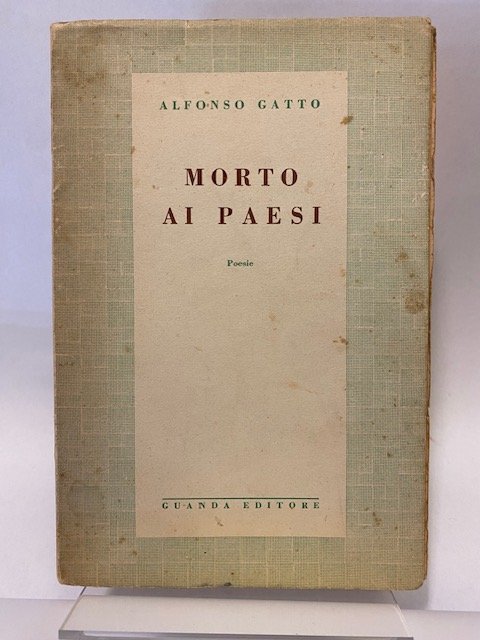 ALFONSO GATTO
MORTO
AI PAESI
Poesie
GUANDA EDITORE